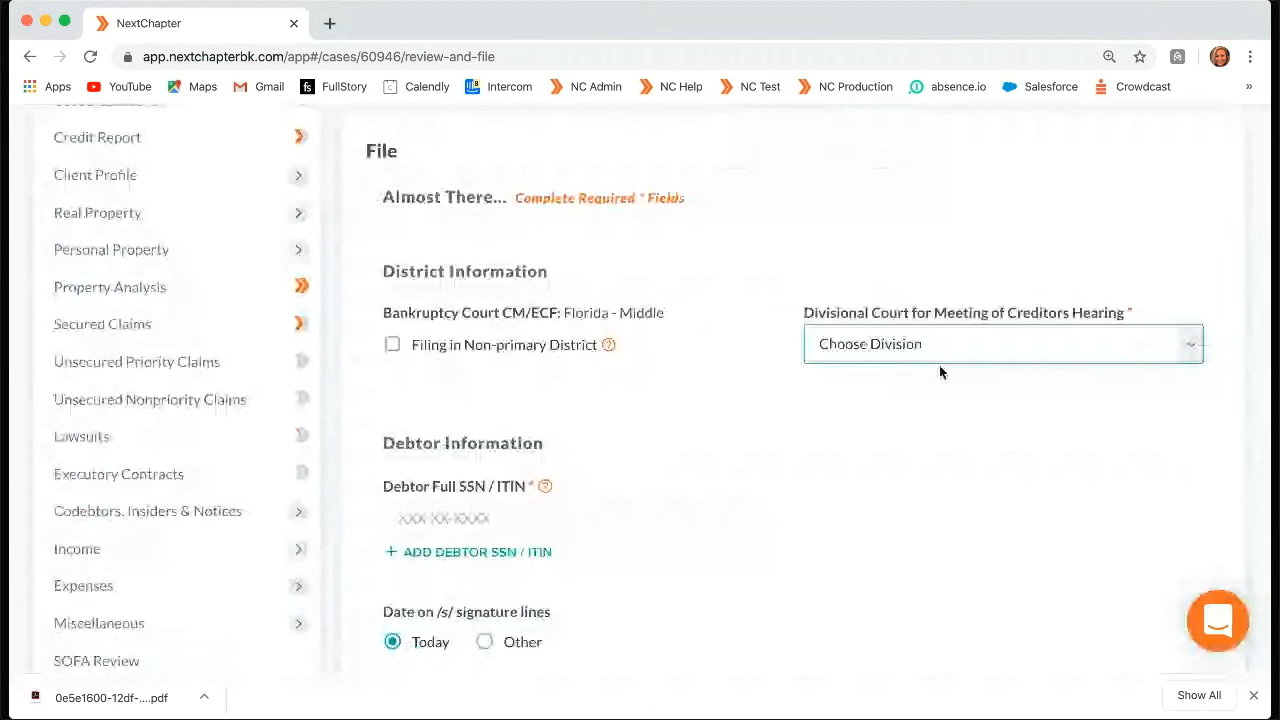 NextChapter
app.nextchapterbk.com/app#/cases/60946/review-and-file
Apps YouTube Maps Gmail FullStory Calendly Intercom NC Admin NC Help NC Test NC Production absence.io Salesforce Crowdcast »
Credit Report
Client Profile
Real Property
Personal Property
Property Analysis
Secured Claims
Unsecured Priority Claims
Unsecured Nonpriority Claims
Lawsuits
Executory Contracts
Codebtors, Insiders & Notices
Income
Expenses
Miscellaneous
SOFA Review
File
Almost There... Complete Required * Fields
District Information
Bankruptcy Court CM/ECF: Florida - Middle
Filing in Non-primary District ?
Divisional Court for Meeting of Creditors Hearing *
Choose Division
Debtor Information
Debtor Full SSN / ITIN * ?
XXX-XX-XXXX
+ ADD DEBTOR SSN / ITIN
Date on /s/ signature lines
Today Other
0e5e1600-12df-....pdf
Show All